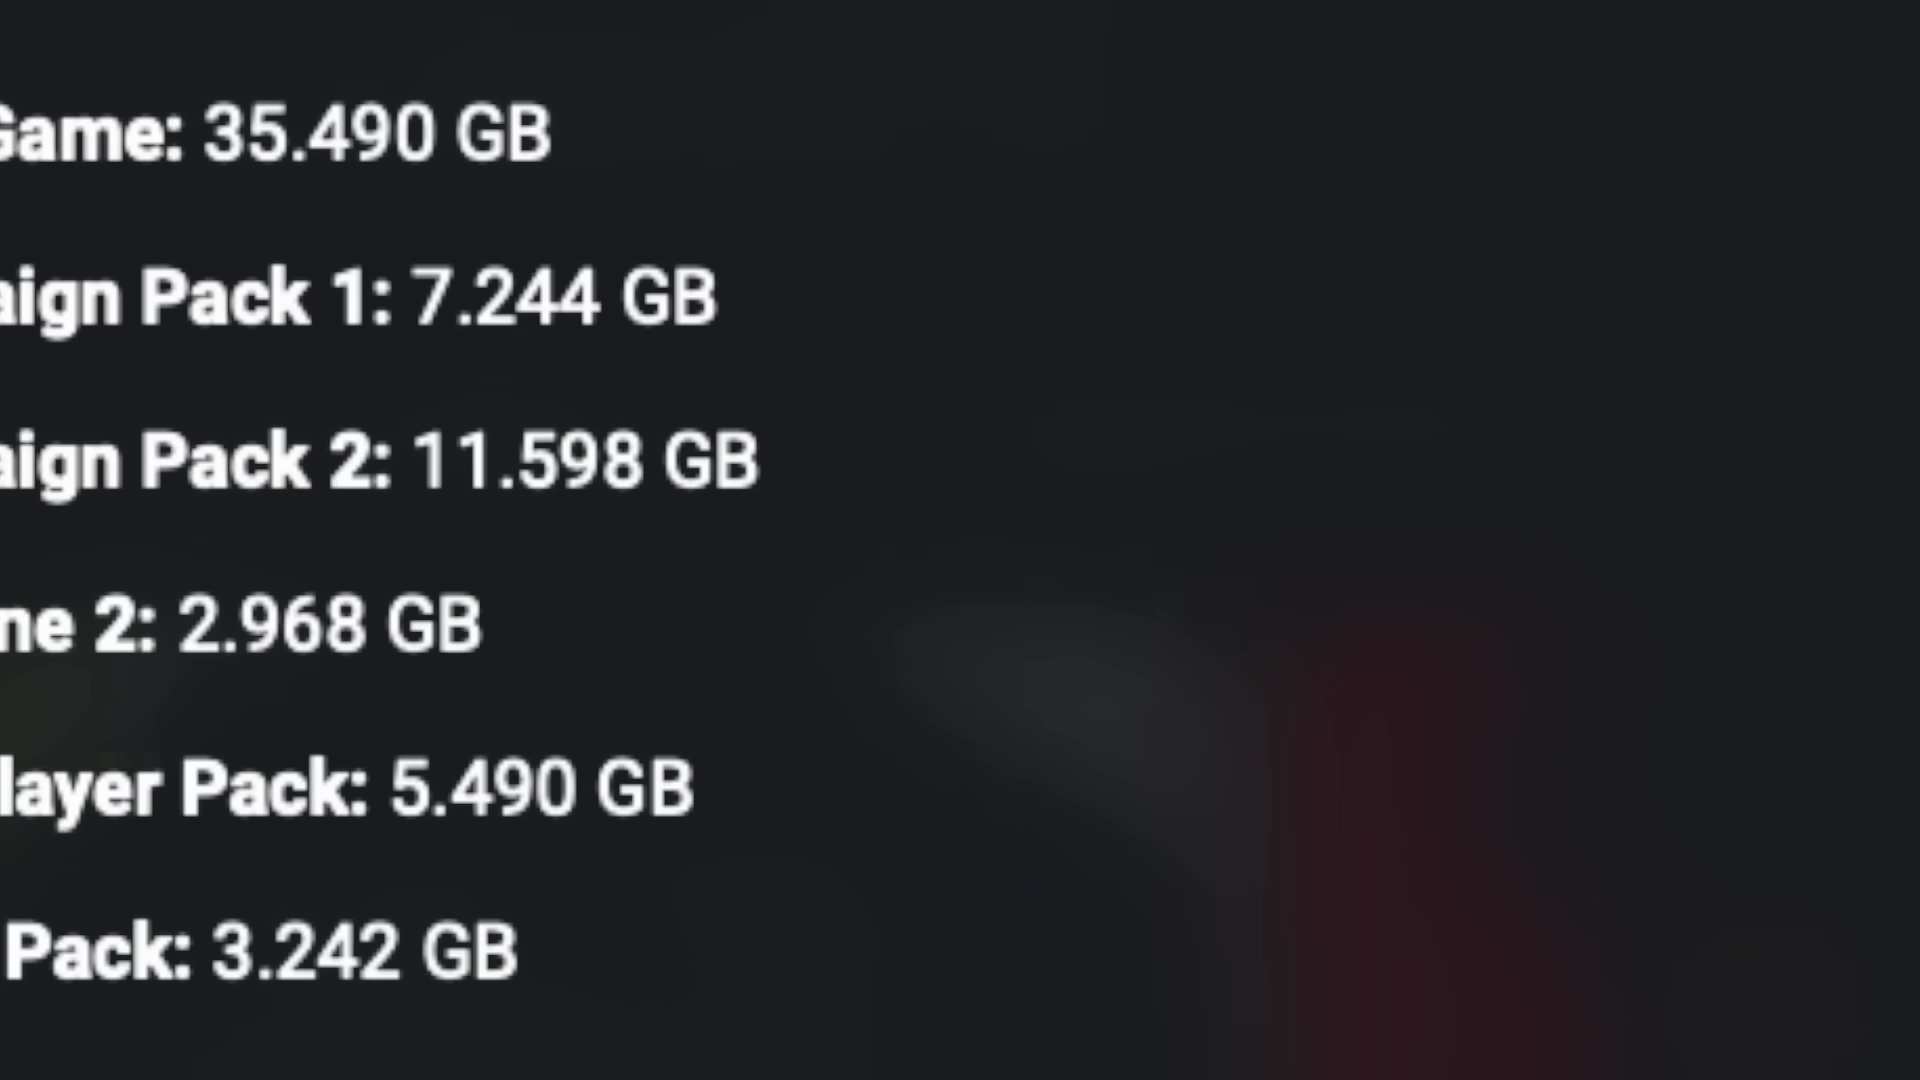 Game: 35.490 GB
aign Pack 1: 7.244 GB
aign Pack 2: 11.598 GB
ne 2: 2.968 GB
layer Pack: 5.490 GB
Pack: 3.242 GB